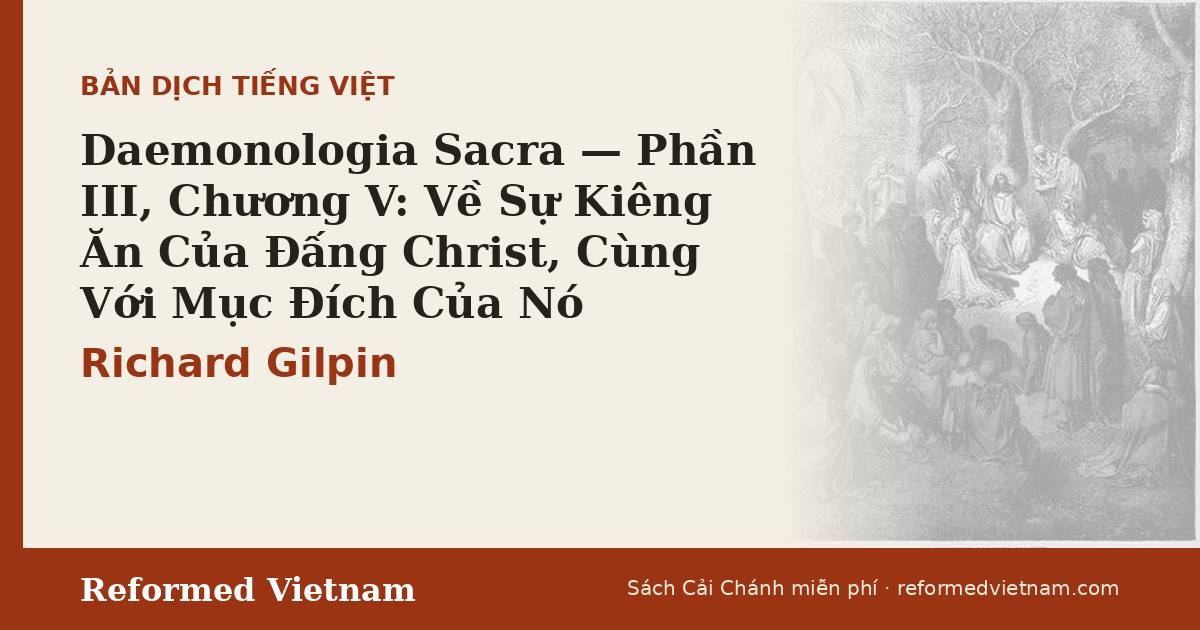 BẢN DỊCH TIẾNG VIỆT
Daemonologia Sacra — Phần
III, Chương V: Về Sự Kiêng
Ăn Của Đấng Christ, Cùng
Với Mục Đích Của Nó
Richard Gilpin
Reformed Vietnam
Sách Cải Chánh miễn phí · reformedvietnam.com